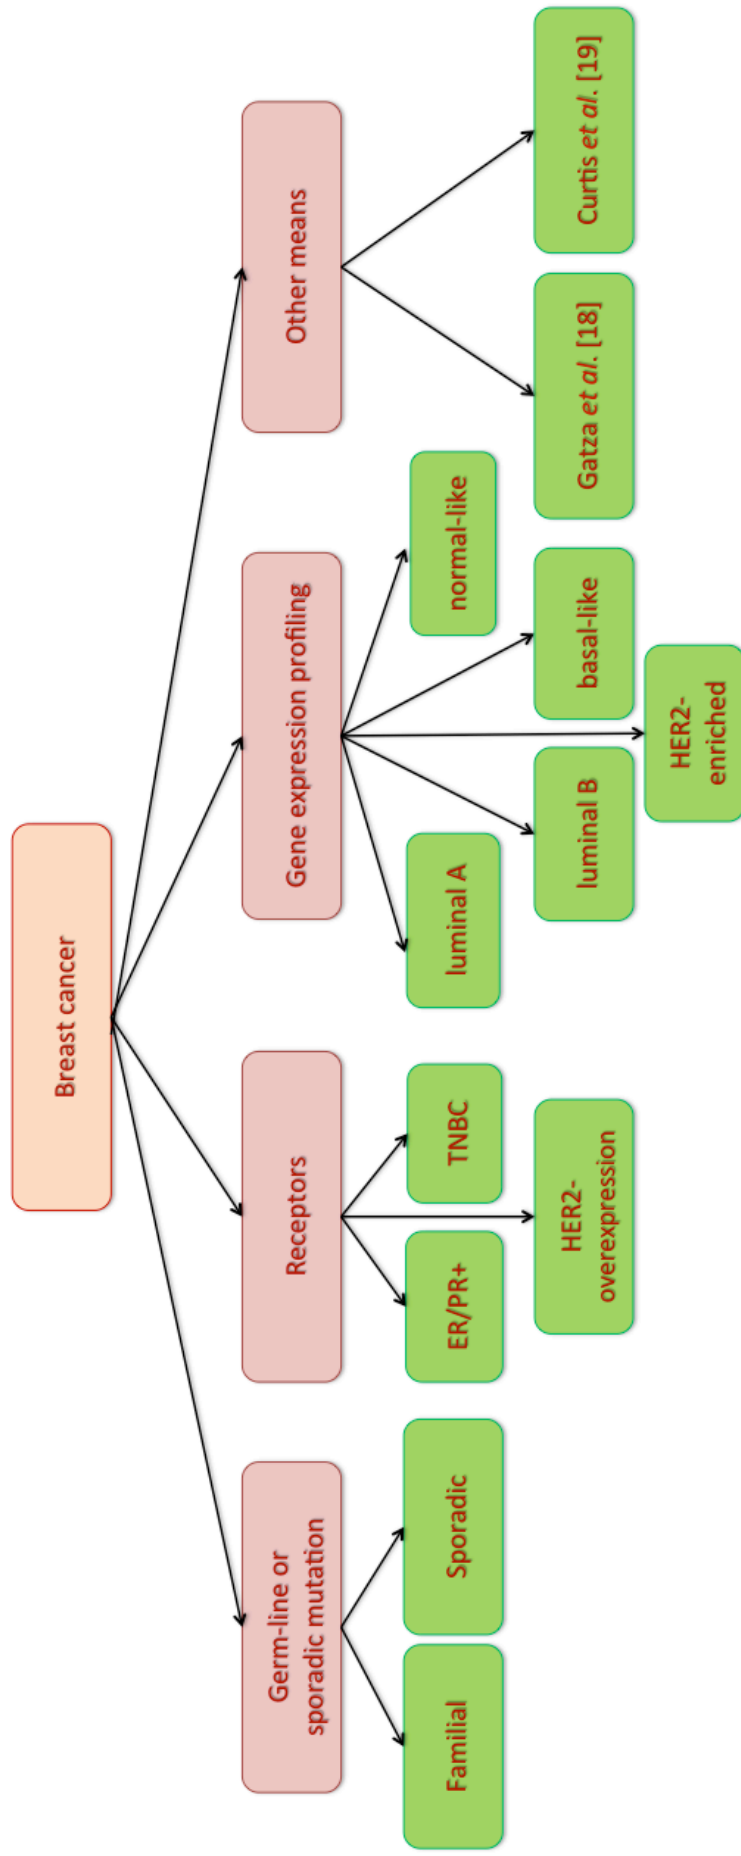 Breast cancer
Germ-line or
sporadic mutation
Receptors
Gene expression profiling
Other means
Familial
Sporadic
ER/PR+
TNBC
HER2-
overexpression
luminal A
normal-like
luminal B
basal-like
HER2-
enriched
Gatza et al. [18]
Curtis et al. [19]